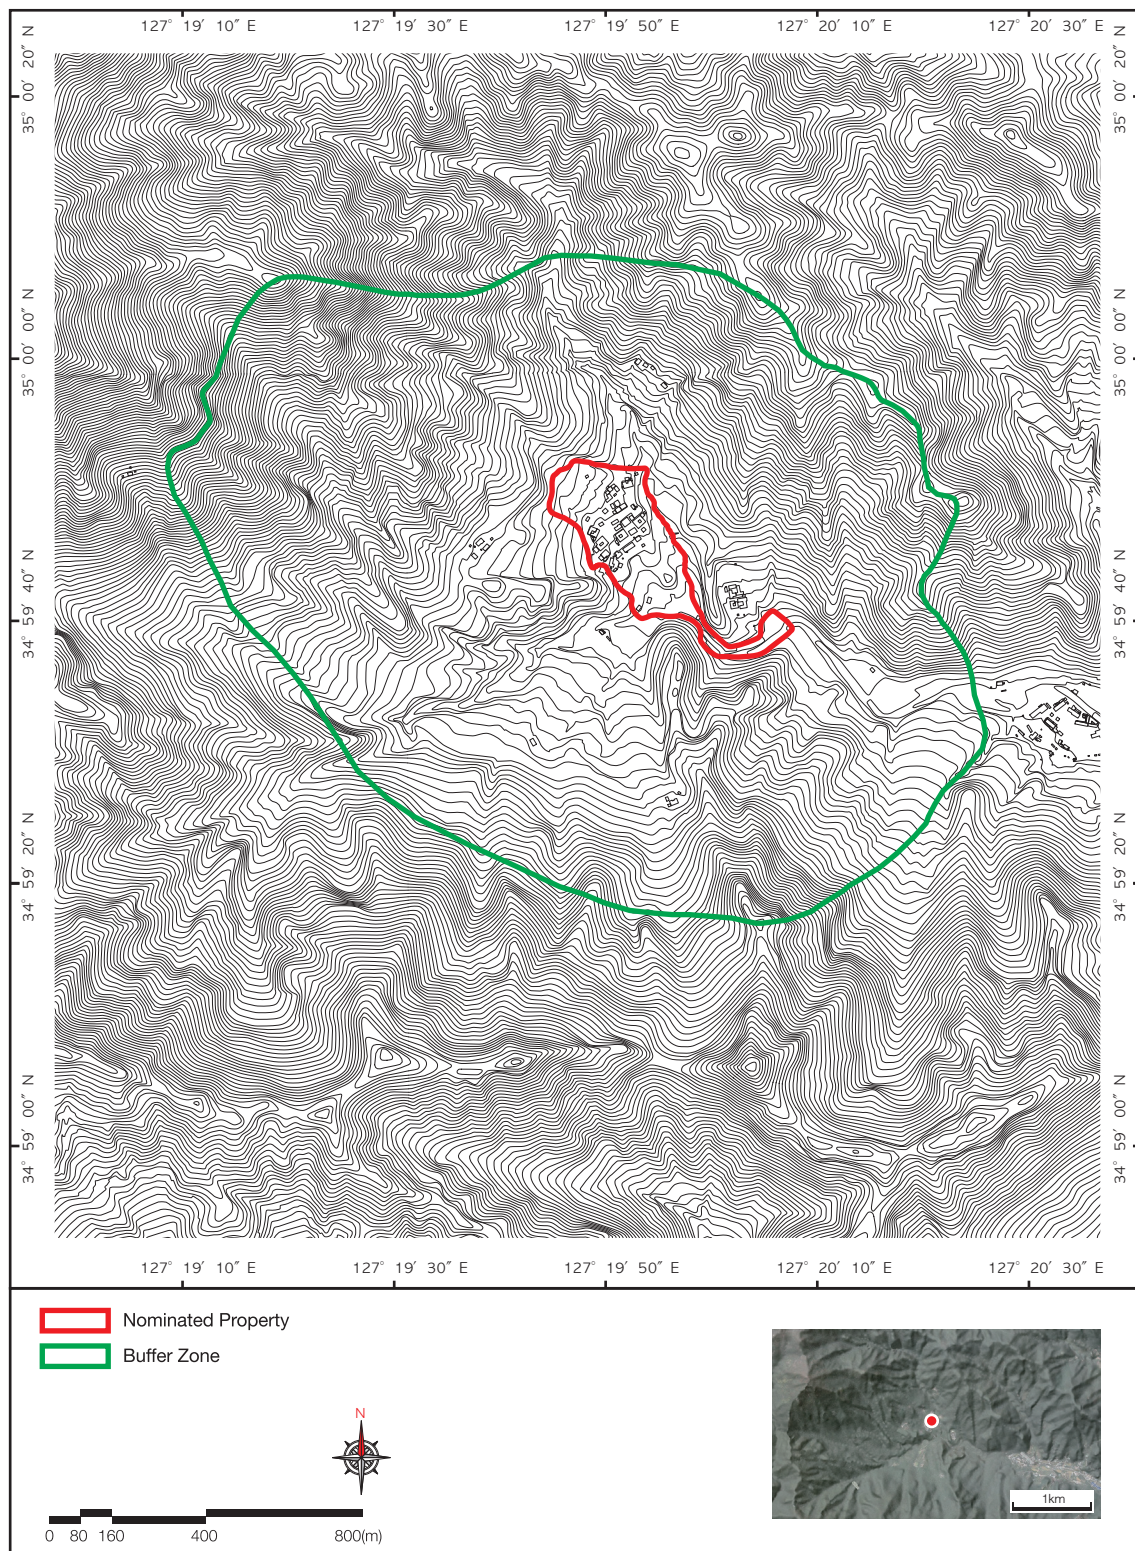 127° 19′ 10″ E
127° 19′ 30″ E
127° 19′ 50″ E
127° 20′ 10″ E
127° 20′ 30″ E
35° 00′ 20″ N
35° 00′ 20″ N
35° 00′ 00″ N
35° 00′ 00″ N
34° 59′ 40″ N
34° 59′ 40″ N
34° 59′ 20″ N
34° 59′ 20″ N
34° 59′ 00″ N
34° 59′ 00″ N
127° 19′ 10″ E
127° 19′ 30″ E
127° 19′ 50″ E
127° 20′ 10″ E
127° 20′ 30″ E
Nominated Property
Buffer Zone
N
0 80 160 400 800(m)
1km